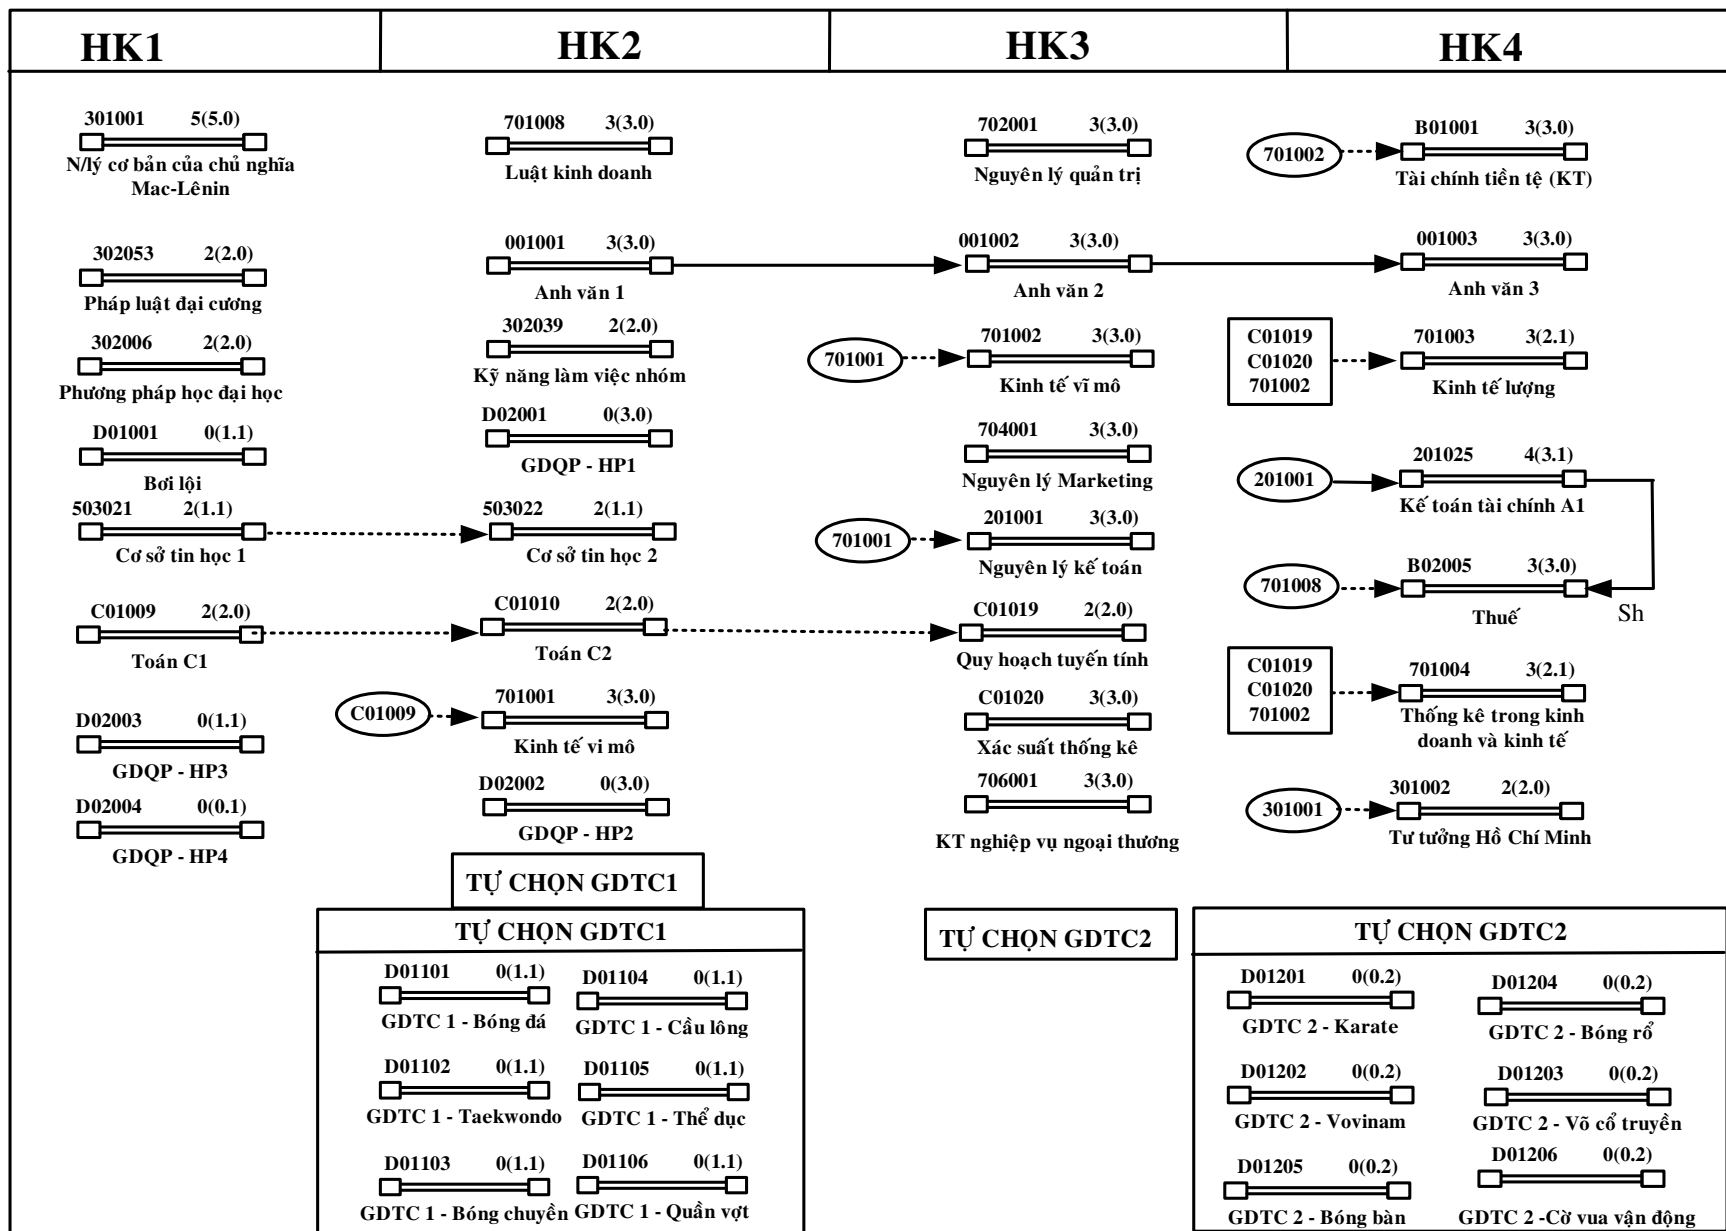 HK1
HK2
HK3
HK4
301001 5(5.0)
N/lý cơ bản của chủ nghĩa
Mac-Lênin
302053 2(2.0)
Pháp luật đại cương
302006 2(2.0)
Phương pháp học đại học
D01001 0(1.1)
Bơi lội
503021 2(1.1)
Cơ sở tin học 1
C01009 2(2.0)
Toán C1
D02003 0(1.1)
GDQP - HP3
D02004 0(0.1)
GDQP - HP4
701008 3(3.0)
Luật kinh doanh
001001 3(3.0)
Anh văn 1
302039 2(2.0)
Kỹ năng làm việc nhóm
D02001 0(3.0)
GDQP - HP1
503022 2(1.1)
Cơ sở tin học 2
C01010 2(2.0)
Toán C2
C01009
701001 3(3.0)
Kinh tế vi mô
D02002 0(3.0)
GDQP - HP2
TỰ CHỌN GDTC1
702001 3(3.0)
Nguyên lý quản trị
001002 3(3.0)
Anh văn 2
701001
701002 3(3.0)
Kinh tế vĩ mô
704001 3(3.0)
Nguyên lý Marketing
701001
201001 3(3.0)
Nguyên lý kế toán
C01019 2(2.0)
Quy hoạch tuyến tính
C01020 3(3.0)
Xác suất thống kê
706001 3(3.0)
KT nghiệp vụ ngoại thương
TỰ CHỌN GDTC2
701002
B01001 3(3.0)
Tài chính tiền tệ (KT)
001003 3(3.0)
Anh văn 3
C01019
C01020
701002
701003 3(2.1)
Kinh tế lượng
201001
201025 4(3.1)
Kế toán tài chính A1
701008
B02005 3(3.0)
Thuế
Sh
C01019
C01020
701002
701004 3(2.1)
Thống kê trong kinh
doanh và kinh tế
301001
301002 2(2.0)
Tư tưởng Hồ Chí Minh
TỰ CHỌN GDTC1
D01101 0(1.1)
GDTC 1 - Bóng đá
D01104 0(1.1)
GDTC 1 - Cầu lông
D01102 0(1.1)
GDTC 1 - Taekwondo
D01105 0(1.1)
GDTC 1 - Thể dục
D01103 0(1.1)
GDTC 1 - Bóng chuyền
D01106 0(1.1)
GDTC 1 - Quần vợt
TỰ CHỌN GDTC2
D01201 0(0.2)
GDTC 2 - Karate
D01204 0(0.2)
GDTC 2 - Bóng rổ
D01202 0(0.2)
GDTC 2 - Vovinam
D01203 0(0.2)
GDTC 2 - Võ cổ truyền
D01205 0(0.2)
GDTC 2 - Bóng bàn
D01206 0(0.2)
GDTC 2 -Cờ vua vận động